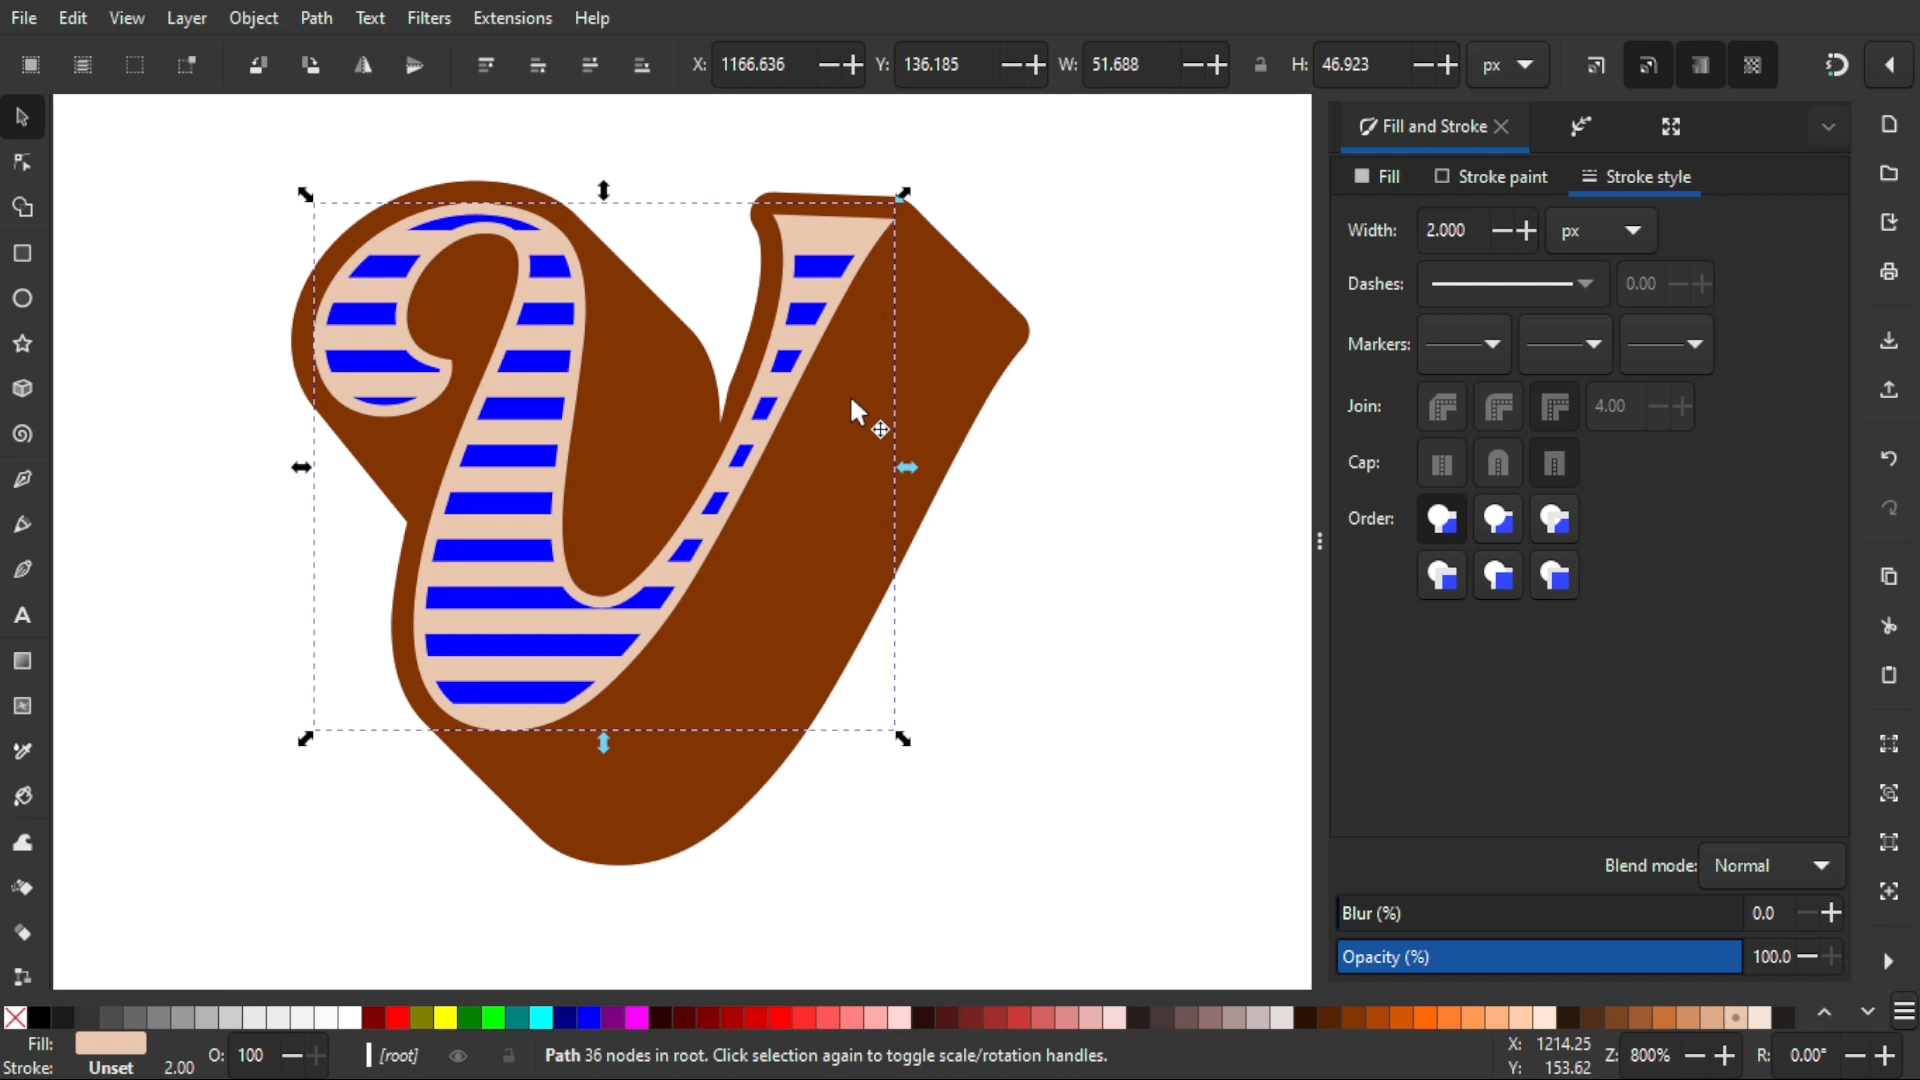 File Edit View Layer Object Path Text Filters Extensions Help
X: 1166.636 Y: 136.185 W: 51.688 H: 46.923 px
Fill and Stroke
Fill Stroke paint Stroke style
Width: 2.000 px
Dashes: 0.00
Markers:
Join: 4.00
Cap:
Order:
V
Blend mode: Normal
Blur (%) 0.0
Opacity (%) 100.0
Fill: O: 100 [root] Path 36 nodes in root. Click selection again to toggle scale/rotation handles. X: 1214.25 Z: 800% R: 0.00°
Stroke: Unset 2.00 Y: 153.62